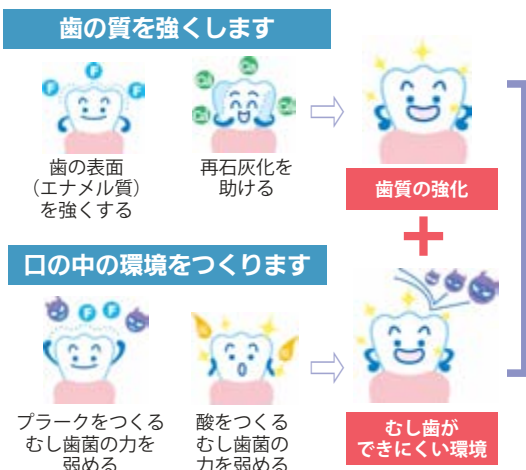 歯の質を強くします
F F F
歯の表面
(エナメル質)
を強くする
Ca Ca Ca Ca
再石灰化を
助ける
歯質の強化
+
口の中の環境をつくります
F F
プラークをつくる
むし歯菌の力を
弱める
酸をつくる
むし歯菌の
力を弱める
むし歯が
できにくい環境